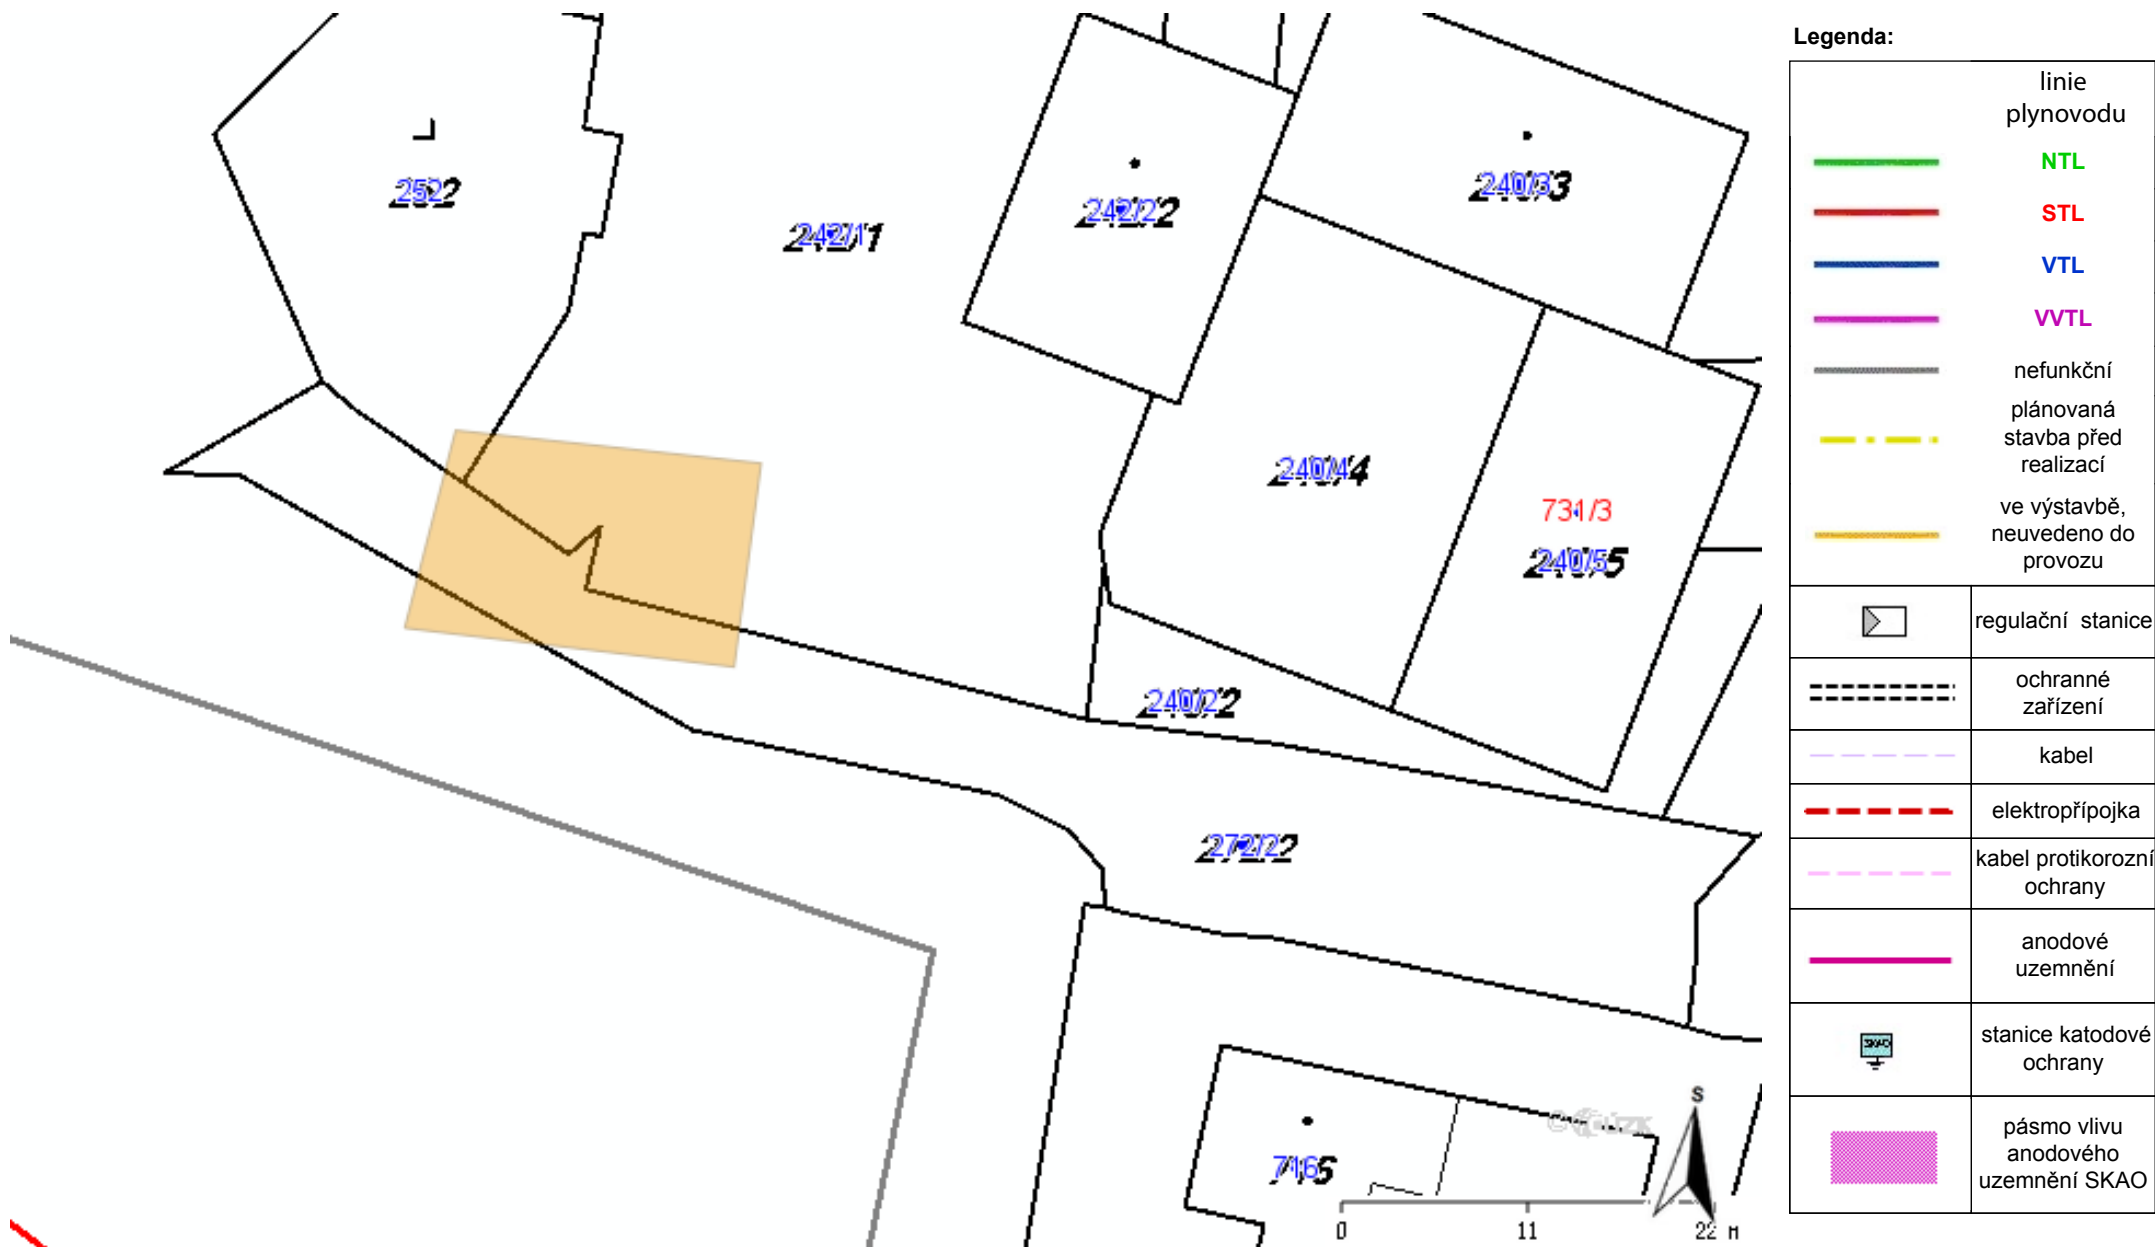 Legenda:
linie
plynovodu
NTL
STL
VTL
VVTL
nefunkční
plánovaná
stavba před
realizací
ve výstavbě,
neuvedeno do
provozu
regulační stanice
ochranné
zařízení
kabel
elektropřípojka
kabel protikorozní
ochrany
anodové
uzemnění
SKAO
stanice katodové
ochrany
pásmo vlivu
anodového
uzemnění SKAO
252
242/1
242/2
240/3
240/4
731/3
240/5
240/2
272/2
716
S
0 11 22 M